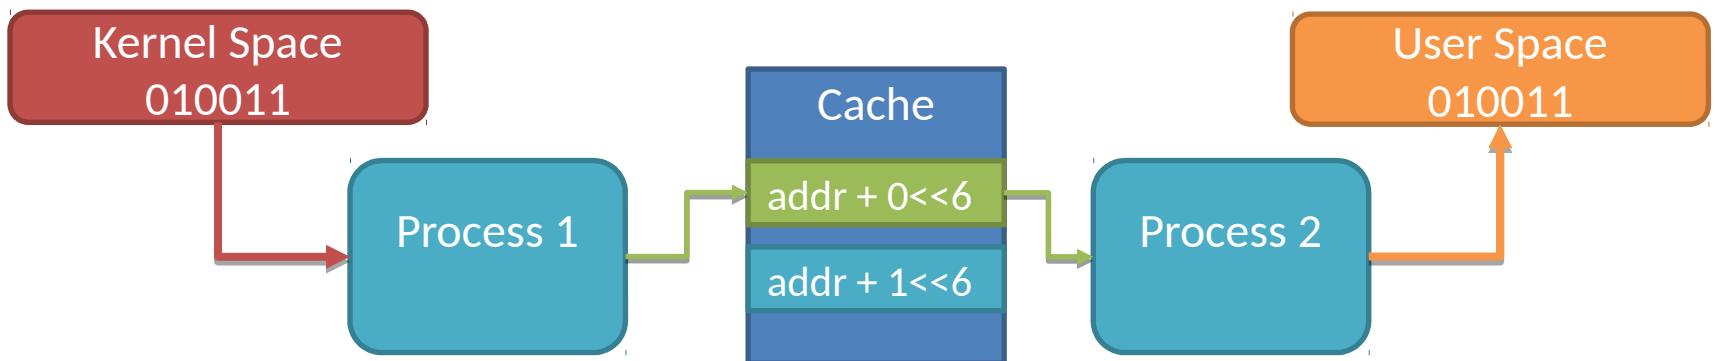 Kernel Space
010011
Process 1
Cache
addr + 0<<6
addr + 1<<6
Process 2
User Space
010011